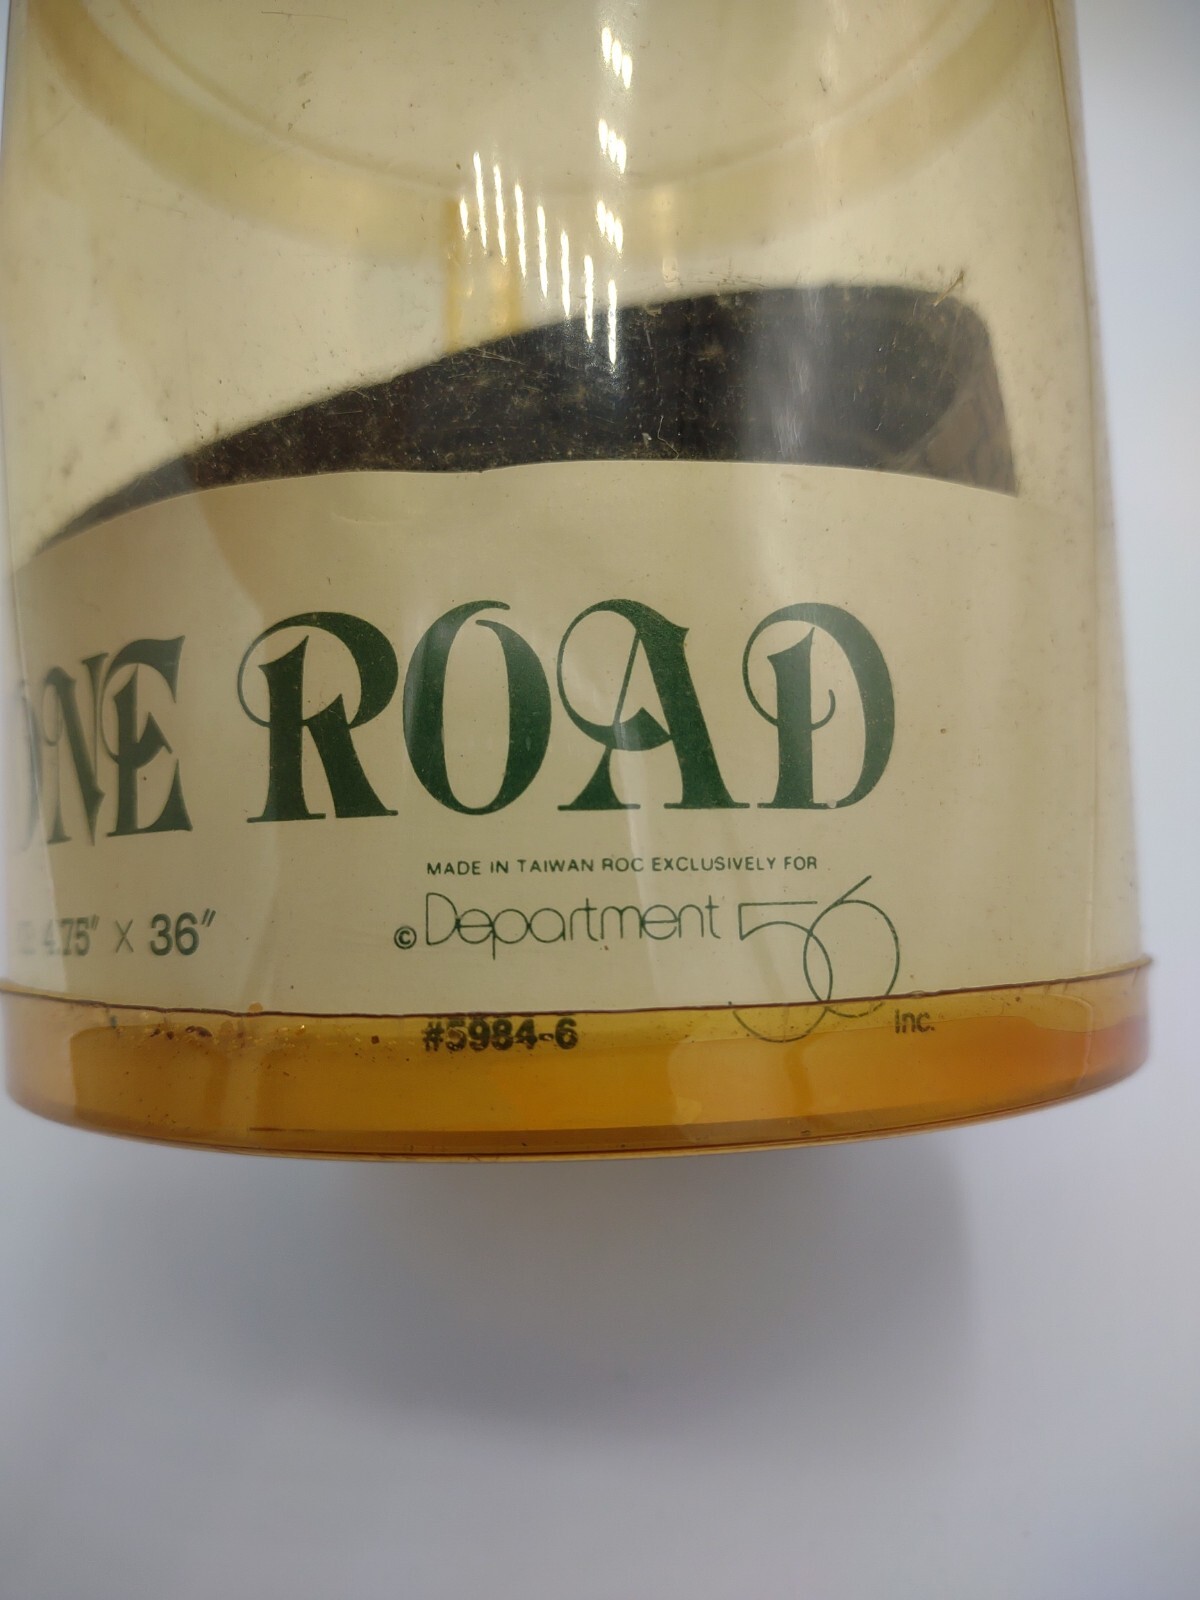 ONE ROAD
MADE IN TAIWAN ROC EXCLUSIVELY FOR
4.75" X 36"
© Department 56
#5984-6
Inc.